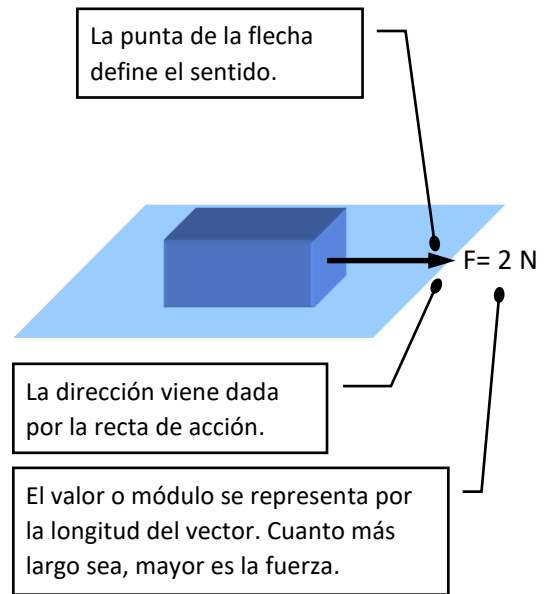 La punta de la flecha
define el sentido.
F= 2 N
La dirección viene dada
por la recta de acción.
El valor o módulo se representa por
la longitud del vector. Cuanto más
largo sea, mayor es la fuerza.